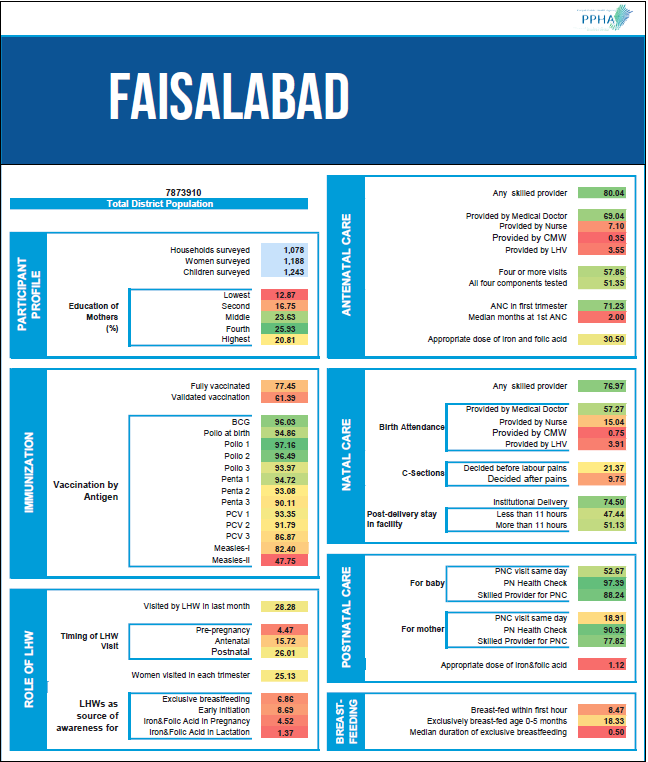 PPHA
FAISALABAD
7873910
Total District Population
PARTICIPANT PROFILE
Households surveyed 1,078
Women surveyed 1,188
Children surveyed 1,243
Education of Mothers (%)
Lowest 12.87
Second 16.75
Middle 23.63
Fourth 25.93
Highest 20.81
IMMUNIZATION
Fully vaccinated 77.45
Validated vaccination 61.39
Vaccination by Antigen
BCG 96.03
Polio at birth 94.86
Polio 1 97.16
Polio 2 96.49
Polio 3 93.97
Penta 1 94.72
Penta 2 93.08
Penta 3 90.11
PCV 1 93.35
PCV 2 91.79
PCV 3 86.87
Measles-I 82.40
Measles-II 47.75
ROLE OF LHW
Visited by LHW in last month 28.28
Timing of LHW Visit
Pre-pregnancy 4.47
Antenatal 15.72
Postnatal 26.01
Women visited in each trimester 25.13
LHWs as source of awareness for
Exclusive breastfeeding 6.86
Early initiation 8.69
Iron&Folic Acid in Pregnancy 4.52
Iron&Folic Acid in Lactation 1.37
ANTENATAL CARE
Any skilled provider 80.04
Provided by Medical Doctor 69.04
Provided by Nurse 7.10
Provided by CMW 0.35
Provided by LHV 3.55
Four or more visits 57.86
All four components tested 51.35
ANC in first trimester 71.23
Median months at 1st ANC 2.00
Appropriate dose of iron and folic acid 30.50
NATAL CARE
Any skilled provider 76.97
Birth Attendance
Provided by Medical Doctor 57.27
Provided by Nurse 15.04
Provided by CMW 0.75
Provided by LHV 3.91
C-Sections
Decided before labour pains 21.37
Decided after pains 9.75
Institutional Delivery 74.50
Post-delivery stay in facility
Less than 11 hours 47.44
More than 11 hours 51.13
POSTNATAL CARE
For baby
PNC visit same day 52.67
PN Health Check 97.39
Skilled Provider for PNC 88.24
For mother
PNC visit same day 18.91
PN Health Check 90.92
Skilled Provider for PNC 77.82
Appropriate dose of iron&folic acid 1.12
BREAST-FEEDING
Breast-fed within first hour 8.47
Exclusively breast-fed age 0-5 months 18.33
Median duration of exclusive breastfeeding 0.50